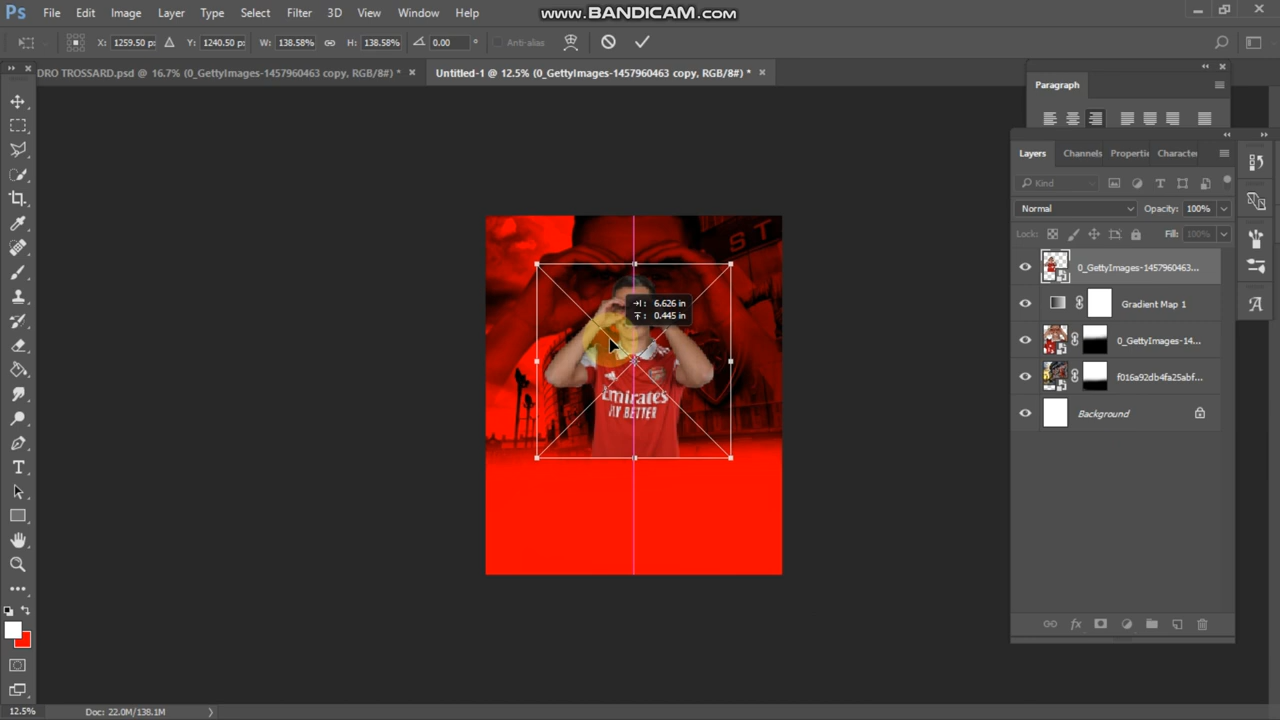 Ps File Edit Image Layer Type Select Filter 3D View Window Help
www.BANDICAM.com
X: 1259.50 p: Y: 1240.50 p: W: 138.58% H: 138.58% 0.00 Anti-alias
DRO TROSSARD.psd @ 16.7% (0_GettyImages-1457960463 copy, RGB/8#) *
Untitled-1 @ 12.5% (0_GettyImages-1457960463 copy, RGB/8#) *
Paragraph
Layers Channels Properti Character
Kind
Normal Opacity: 100%
Lock: Fill: 100%
0_GettyImages-1457960463...
Gradient Map 1
0_GettyImages-14...
f016a92db4fa25abf...
Background
ST
6.626 in
0.445 in
Emirates
FLY BETTER
12.5% Doc: 22.0M/138.1M